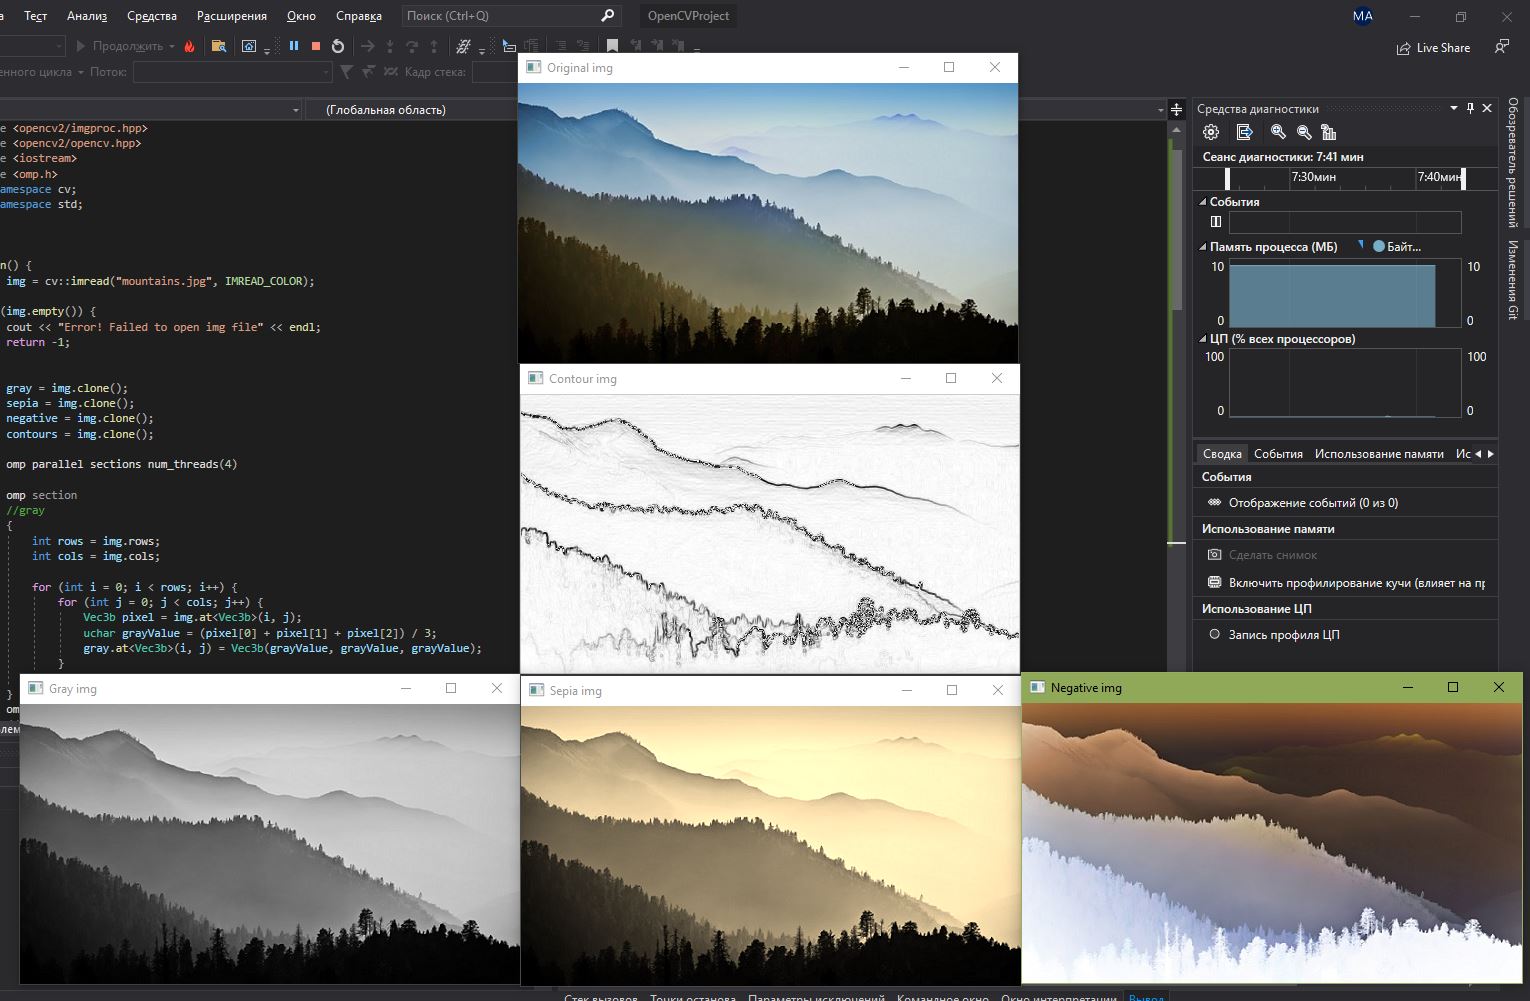 Тест Анализ Средства Расширения Окно Справка Поиск (Ctrl+Q) OpenCVProject MA
Продолжить Live Share
енного цикла Поток: Кадр стека:
Original img
(Глобальная область)
e <opencv2/imgproc.hpp>
e <opencv2/opencv.hpp>
e <iostream>
e <omp.h>
amespace cv;
amespace std;
n() {
img = cv::imread("mountains.jpg", IMREAD_COLOR);
(img.empty()) {
cout << "Error! Failed to open img file" << endl;
return -1;
gray = img.clone();
sepia = img.clone();
negative = img.clone();
contours = img.clone();
omp parallel sections num_threads(4)
omp section
//gray
{
int rows = img.rows;
int cols = img.cols;
for (int i = 0; i < rows; i++) {
for (int j = 0; j < cols; j++) {
Vec3b pixel = img.at<Vec3b>(i, j);
uchar grayValue = (pixel[0] + pixel[1] + pixel[2]) / 3;
gray.at<Vec3b>(i, j) = Vec3b(grayValue, grayValue, grayValue);
}
}
om
лем
Contour img
Gray img
Sepia img
Negative img
Средства диагностики
Сеанс диагностики: 7:41 мин
7:30мин 7:40мин
События
Память процесса (МБ) Байт...
10 10
0 0
ЦП (% всех процессоров)
100 100
0 0
Сводка События Использование памяти Ис
События
Отображение событий (0 из 0)
Использование памяти
Сделать снимок
Включить профилирование кучи (влияет на пр
Использование ЦП
Запись профиля ЦП
Обозреватель решений
Изменения Git
Стек вызовов Точки останова Параметры исключений Командное окно Окно интерпретации Вывод